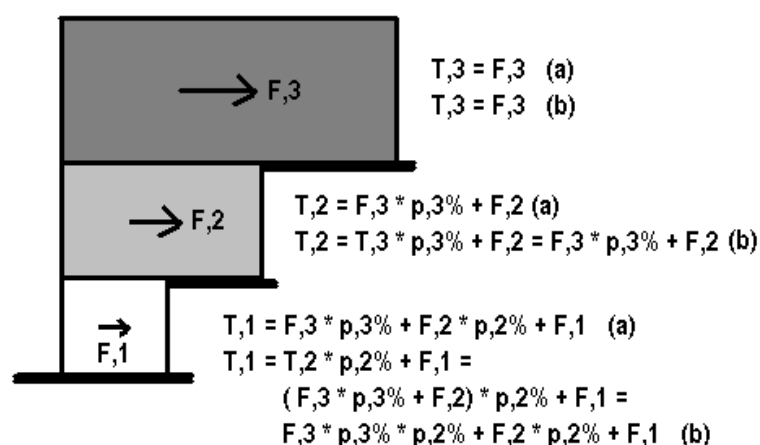 F,3
T,3 = F,3 (a)
T,3 = F,3 (b)
F,2
T,2 = F,3 * p,3% + F,2 (a)
T,2 = T,3 * p,3% + F,2 = F,3 * p,3% + F,2 (b)
F,1
T,1 = F,3 * p,3% + F,2 * p,2% + F,1 (a)
T,1 = T,2 * p,2% + F,1 =
( F,3 * p,3% + F,2) * p,2% + F,1 =
F,3 * p,3% * p,2% + F,2 * p,2% + F,1 (b)